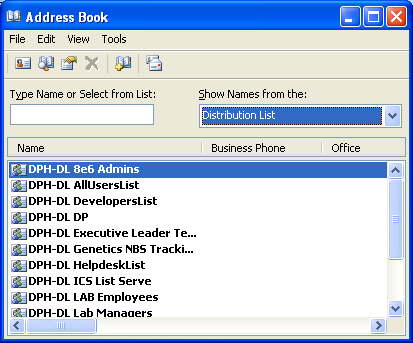 Address Book
File Edit View Tools
Type Name or Select from List: Show Names from the:
Distribution List
Name Business Phone Office
DPH-DL 8e6 Admins
DPH-DL AllUsersList
DPH-DL DevelopersList
DPH-DL DP
DPH-DL Executive Leader Te...
DPH-DL Genetics NBS Tracki...
DPH-DL HelpdeskList
DPH-DL ICS List Serve
DPH-DL LAB Employees
DPH-DL Lab Managers